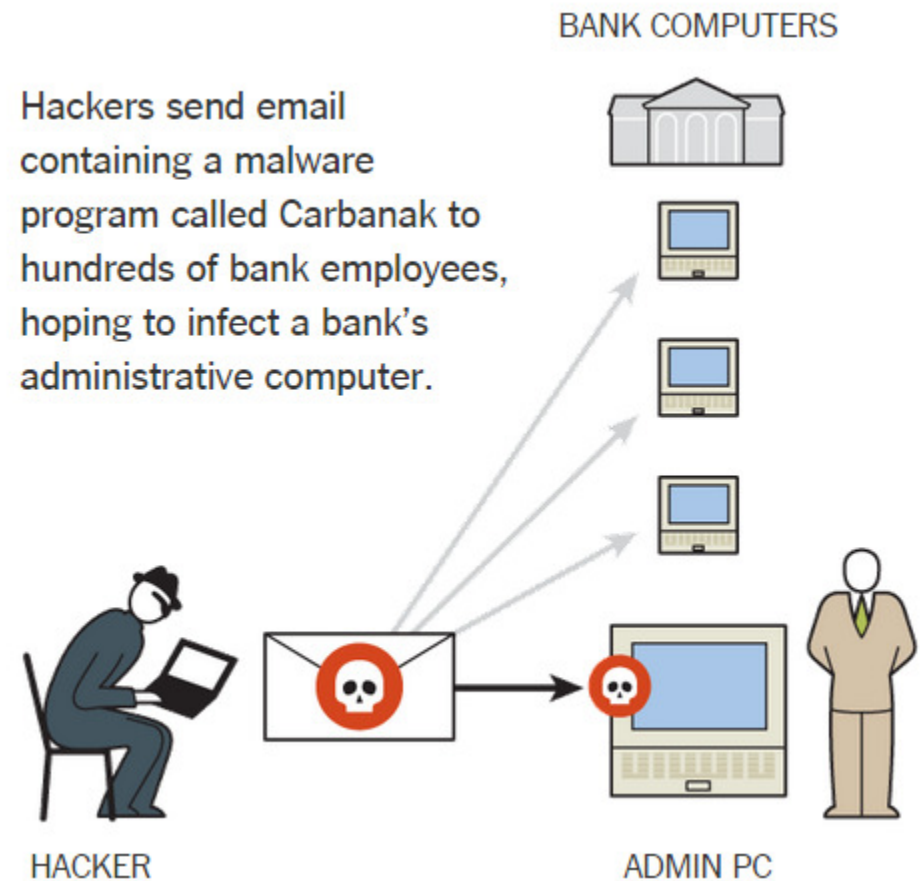 BANK COMPUTERS
Hackers send email
containing a malware
program called Carbanak to
hundreds of bank employees,
hoping to infect a bank’s
administrative computer.
HACKER
ADMIN PC